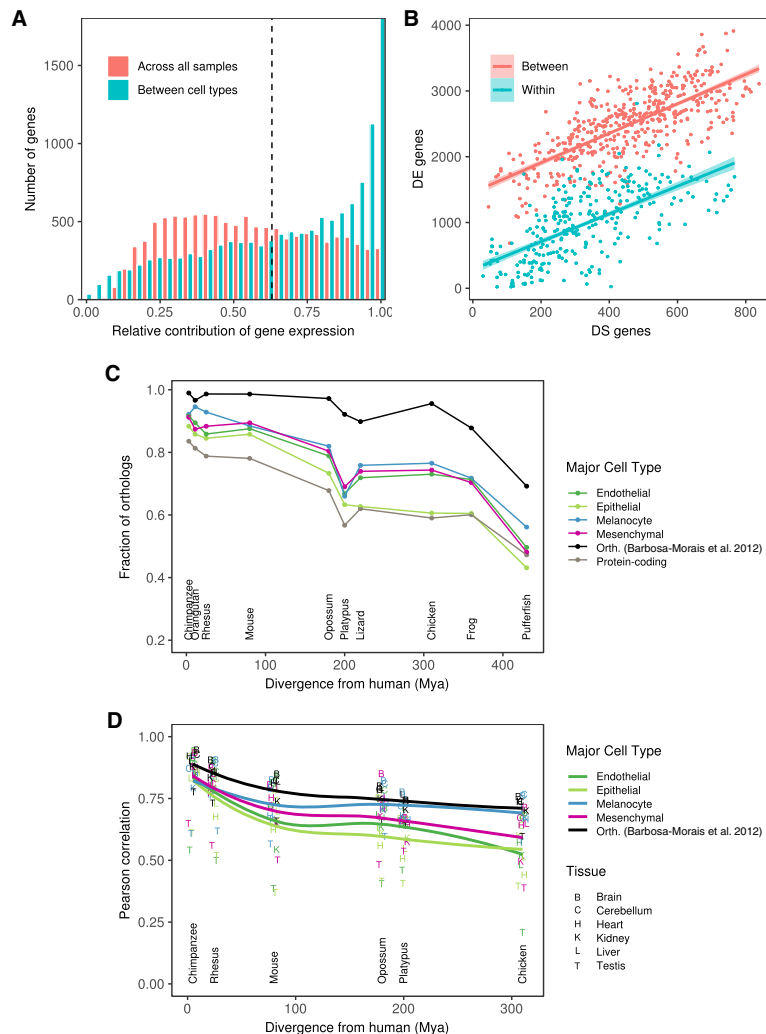 A
Number of genes
1500
1000
500
0
Across all samples
Between cell types
0.00
0.25
0.50
0.75
1.00
Relative contribution of gene expression
B
DE genes
4000
3000
2000
1000
0
Between
Within
0
200
400
600
800
DS genes
C
Fraction of orthologs
1.0
0.8
0.6
0.4
0.2
Chimpanzee
Orangutan
Rhesus
Mouse
Opossum
Platypus
Lizard
Chicken
Frog
Pufferfish
0
100
200
300
400
Divergence from human (Mya)
Major Cell Type
Endothelial
Epithelial
Melanocyte
Mesenchymal
Orth. (Barbosa-Morais et al. 2012)
Protein-coding
D
Pearson correlation
1.00
0.75
0.50
0.25
0.00
Chimpanzee
Rhesus
Mouse
Opossum
Platypus
Chicken
0
100
200
300
Divergence from human (Mya)
Major Cell Type
Endothelial
Epithelial
Melanocyte
Mesenchymal
Orth. (Barbosa-Morais et al. 2012)
Tissue
B Brain
C Cerebellum
H Heart
K Kidney
L Liver
T Testis